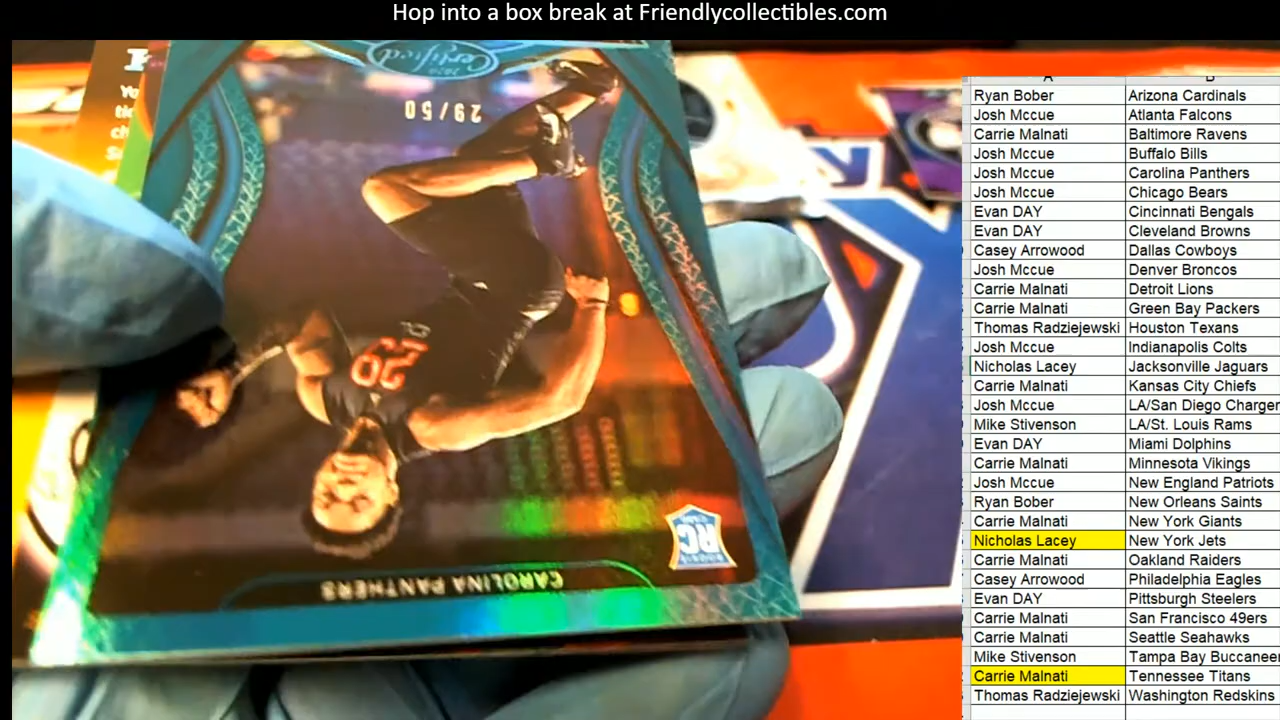 Hop into a box break at Friendlycollectibles.com
2020
Certified
29/50
20
RC
CAROLINA PANTHERS
A B
Ryan Bober Arizona Cardinals
Josh Mccue Atlanta Falcons
Carrie Malnati Baltimore Ravens
Josh Mccue Buffalo Bills
Josh Mccue Carolina Panthers
Josh Mccue Chicago Bears
Evan DAY Cincinnati Bengals
Evan DAY Cleveland Browns
Casey Arrowood Dallas Cowboys
Josh Mccue Denver Broncos
Carrie Malnati Detroit Lions
Carrie Malnati Green Bay Packers
Thomas Radziejewski Houston Texans
Josh Mccue Indianapolis Colts
Nicholas Lacey Jacksonville Jaguars
Carrie Malnati Kansas City Chiefs
Josh Mccue LA/San Diego Charger
Mike Stivenson LA/St. Louis Rams
Evan DAY Miami Dolphins
Carrie Malnati Minnesota Vikings
Josh Mccue New England Patriots
Ryan Bober New Orleans Saints
Carrie Malnati New York Giants
Nicholas Lacey New York Jets
Carrie Malnati Oakland Raiders
Casey Arrowood Philadelphia Eagles
Evan DAY Pittsburgh Steelers
Carrie Malnati San Francisco 49ers
Carrie Malnati Seattle Seahawks
Mike Stivenson Tampa Bay Buccaneer
Carrie Malnati Tennessee Titans
Thomas Radziejewski Washington Redskins